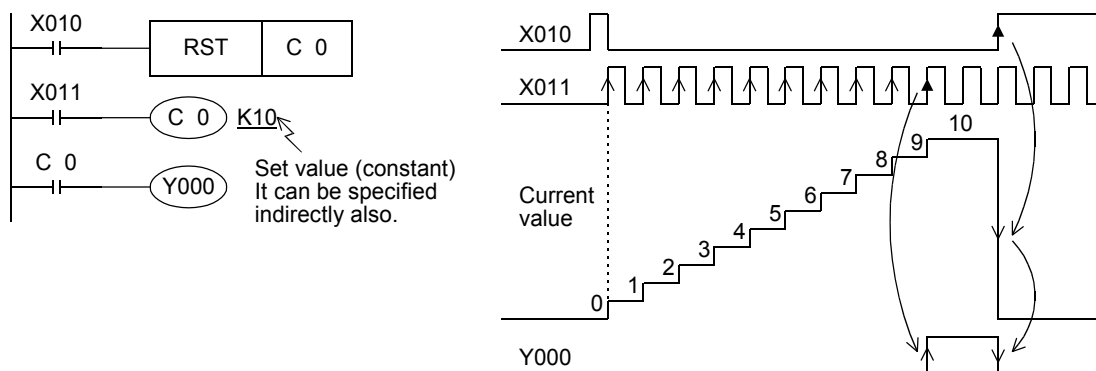 X010
RST C 0
X011
C 0 K10
C 0
Y000
Set value (constant)
It can be specified
indirectly also.
X010
X011
Current
value
0
1
2
3
4
5
6
7
8
9
10
Y000